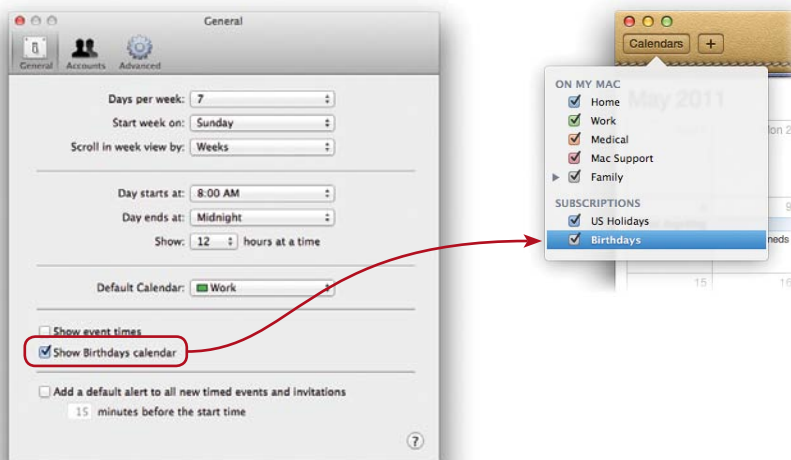 General
General Accounts Advanced
Days per week: 7
Start week on: Sunday
Scroll in week view by: Weeks
Day starts at: 8:00 AM
Day ends at: Midnight
Show: 12 hours at a time
Default Calendar: Work
Show event times
Show Birthdays calendar
Add a default alert to all new timed events and invitations
15 minutes before the start time
?
Calendars +
May 2011
ON MY MAC
Home
Work
Medical
Mac Support
Family
SUBSCRIPTIONS
US Holidays
Birthdays
on 2
9
neds
15 16